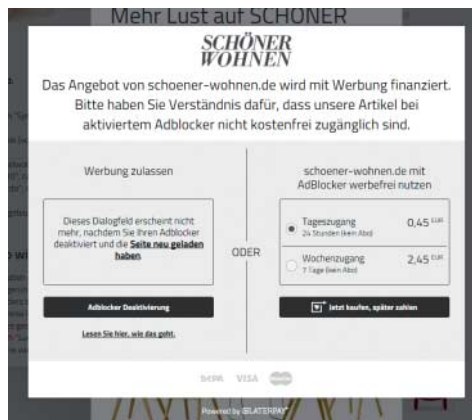 Mehr Lust auf SCHÖNER
SCHÖNER
WOHNEN
Das Angebot von schoener-wohnen.de wird mit Werbung finanziert.
Bitte haben Sie Verständnis dafür, dass unsere Artikel bei
aktiviertem Adblocker nicht kostenfrei zugänglich sind.
Werbung zulassen
Dieses Dialogfeld erscheint nicht
mehr, nachdem Sie Ihren Adblocker
deaktiviert und die Seite neu geladen
haben.
Adblocker Deaktivierung
Lesen Sie hier, wie das geht.
ODER
schoener-wohnen.de mit
AdBlocker werbefrei nutzen
Tageszugang 0,45 EUR
24 Stunden (kein Abo)
Wochenzugang 2,45 EUR
7 Tage (kein Abo)
Jetzt kaufen, später zahlen
SEPA VISA
Powered by LATERPAY